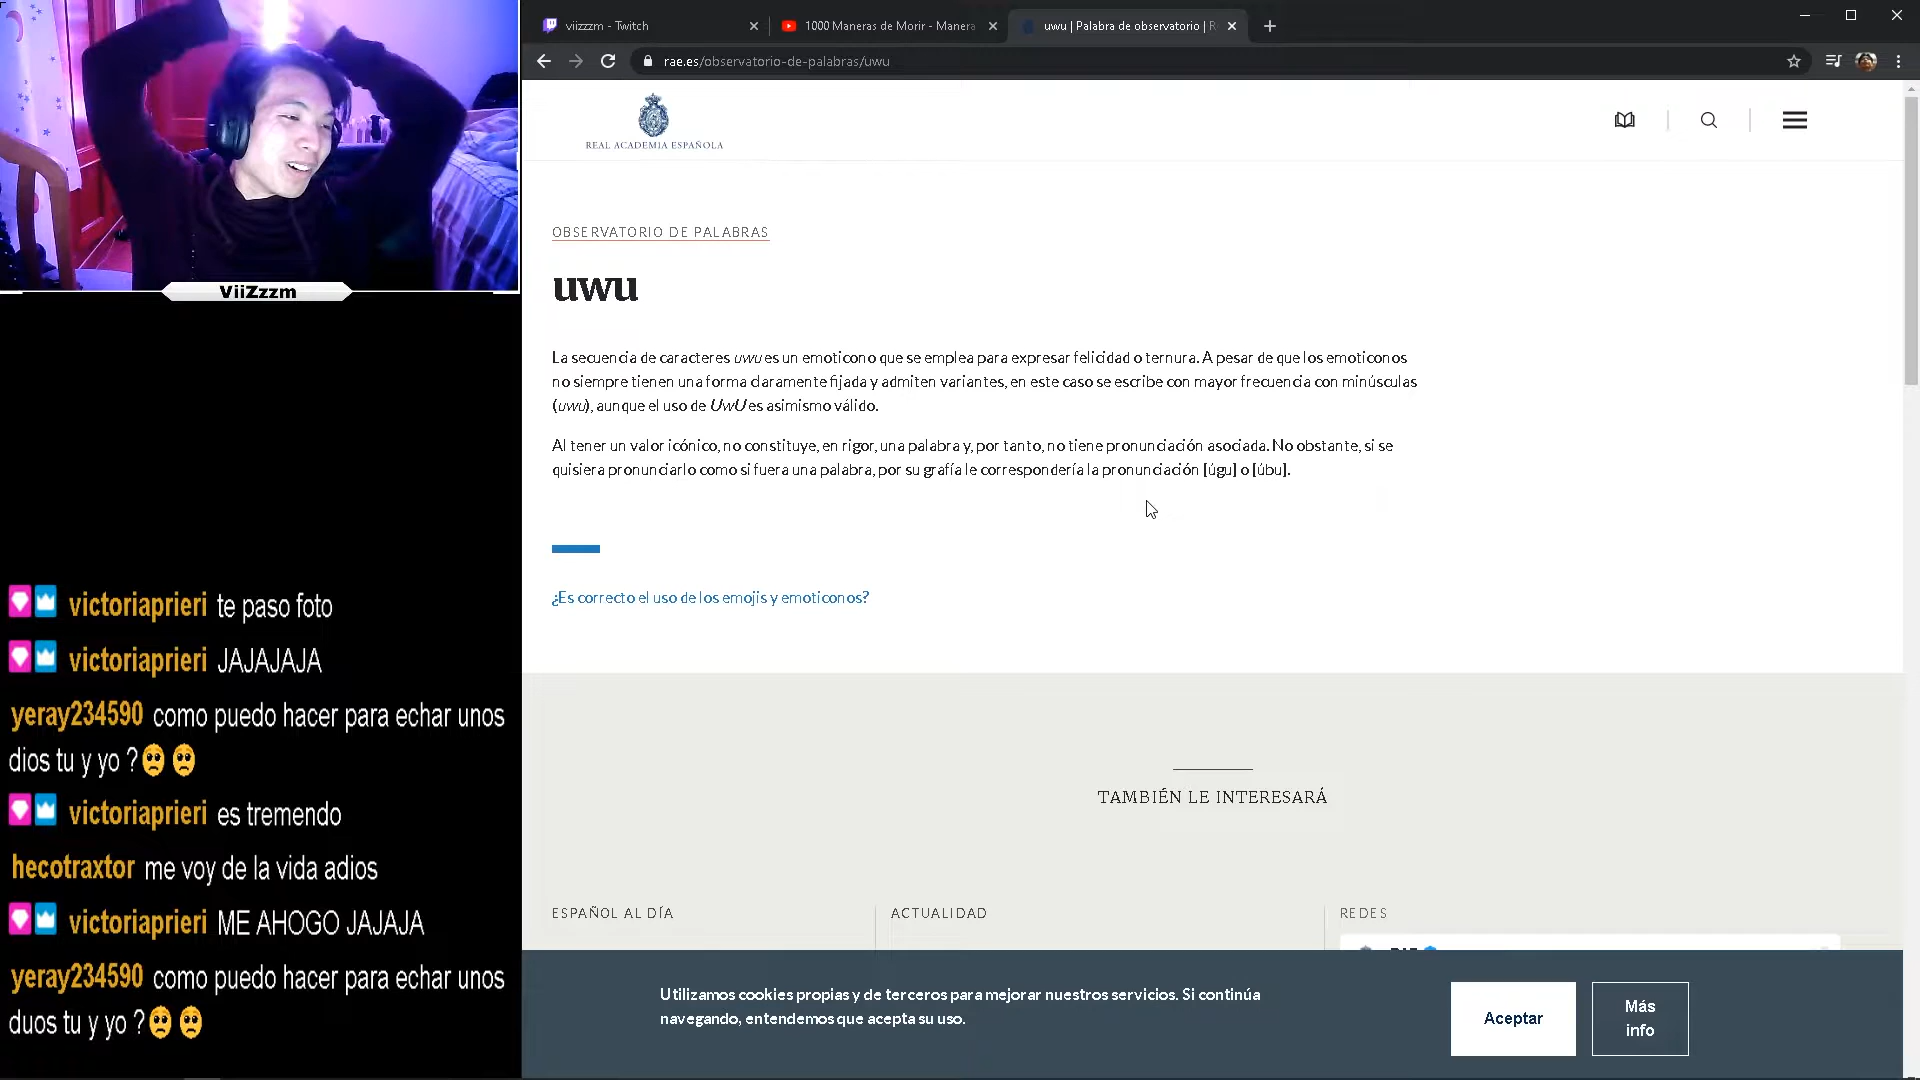 viizzzm - Twitch
1000 Maneras de Morir - Manera
uwu | Palabra de observatorio | R
rae.es/observatorio-de-palabras/uwu
REAL ACADEMIA ESPAÑOLA
OBSERVATORIO DE PALABRAS
uwu
La secuencia de caracteres uwu es un emoticono que se emplea para expresar felicidad o ternura. A pesar de que los emoticonos
no siempre tienen una forma claramente fijada y admiten variantes, en este caso se escribe con mayor frecuencia con minúsculas
(uwu), aunque el uso de UwU es asimismo válido.
Al tener un valor icónico, no constituye, en rigor, una palabra y, por tanto, no tiene pronunciación asociada. No obstante, si se
quisiera pronunciarlo como si fuera una palabra, por su grafía le correspondería la pronunciación [úgu] o [úbu].
¿Es correcto el uso de los emojis y emoticonos?
TAMBIÉN LE INTERESARÁ
ESPAÑOL AL DÍA
ACTUALIDAD
REDES
Utilizamos cookies propias y de terceros para mejorar nuestros servicios. Si continúa
navegando, entendemos que acepta su uso.
Aceptar
Más
info
ViiZzzm
victoriaprieri te paso foto
victoriaprieri JAJAJAJA
yeray234590 como puedo hacer para echar unos
dios tu y yo ?🥺 🥺
victoriaprieri es tremendo
hecotraxtor me voy de la vida adios
victoriaprieri ME AHOGO JAJAJA
yeray234590 como puedo hacer para echar unos
duos tu y yo ?🥺 🥺